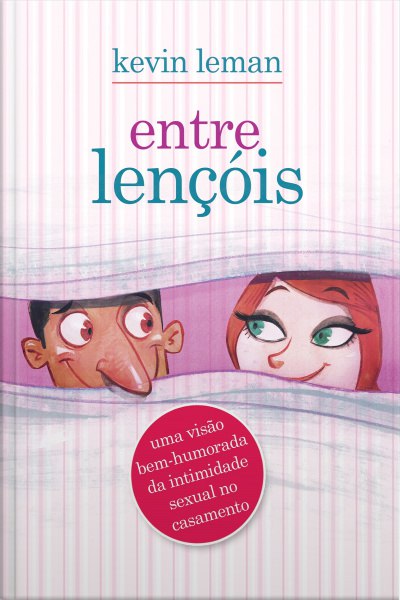 kevin leman
entre
lençóis
uma visão
bem-humorada
da intimidade
sexual no
casamento